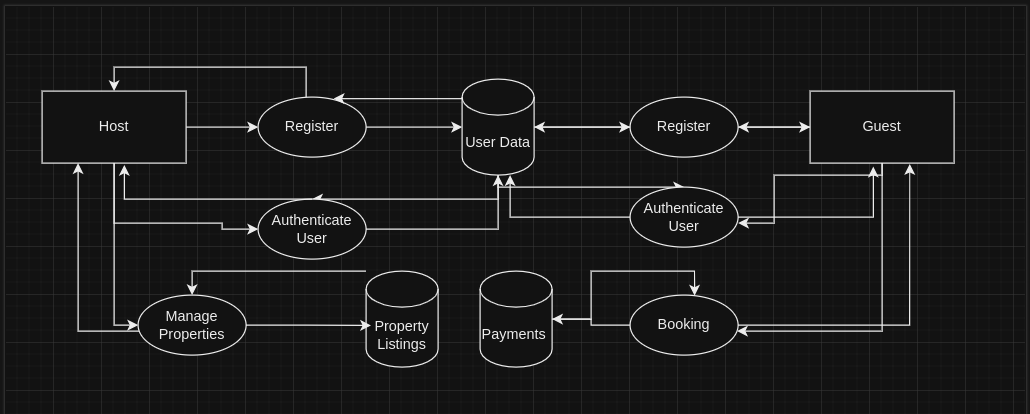 Host
Register
User Data
Register
Guest
Authenticate
User
Authenticate
User
Manage
Properties
Property
Listings
Payments
Booking